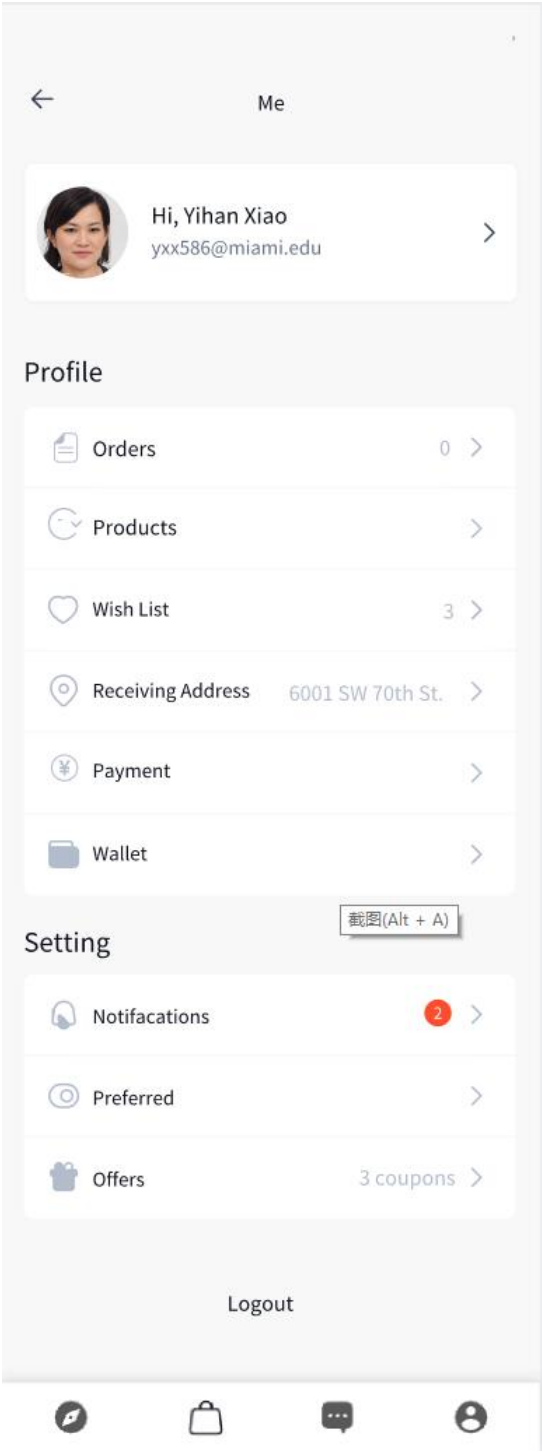 Me
Hi, Yihan Xiao
yxx586@miami.edu
Profile
Orders 0
Products
Wish List 3
Receiving Address 6001 SW 70th St.
Payment
Wallet
截图(Alt + A)
Setting
Notifacations 2
Preferred
Offers 3 coupons
Logout